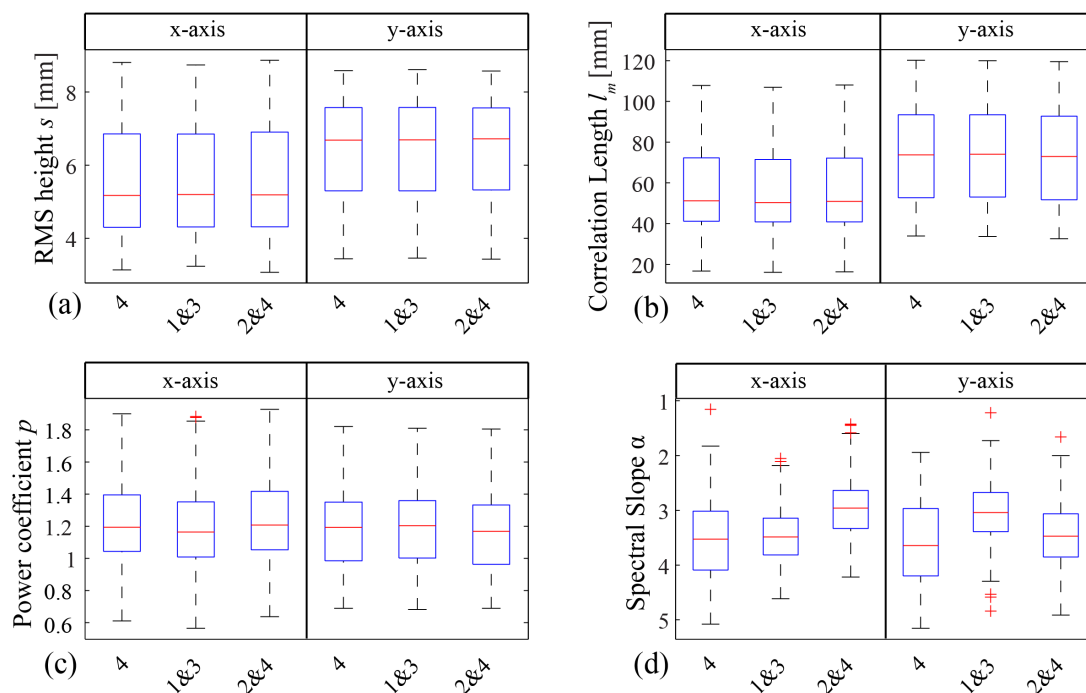 x-axis y-axis
RMS height s [mm]
8
6
4
4 1&3 2&4 4 1&3 2&4
(a)
x-axis y-axis
Correlation Length lm [mm]
120
100
80
60
40
20
4 1&3 2&4 4 1&3 2&4
(b)
x-axis y-axis
Power coefficient p
1.8
1.6
1.4
1.2
1
0.8
0.6
4 1&3 2&4 4 1&3 2&4
(c)
x-axis y-axis
Spectral Slope α
1
2
3
4
5
4 1&3 2&4 4 1&3 2&4
(d)